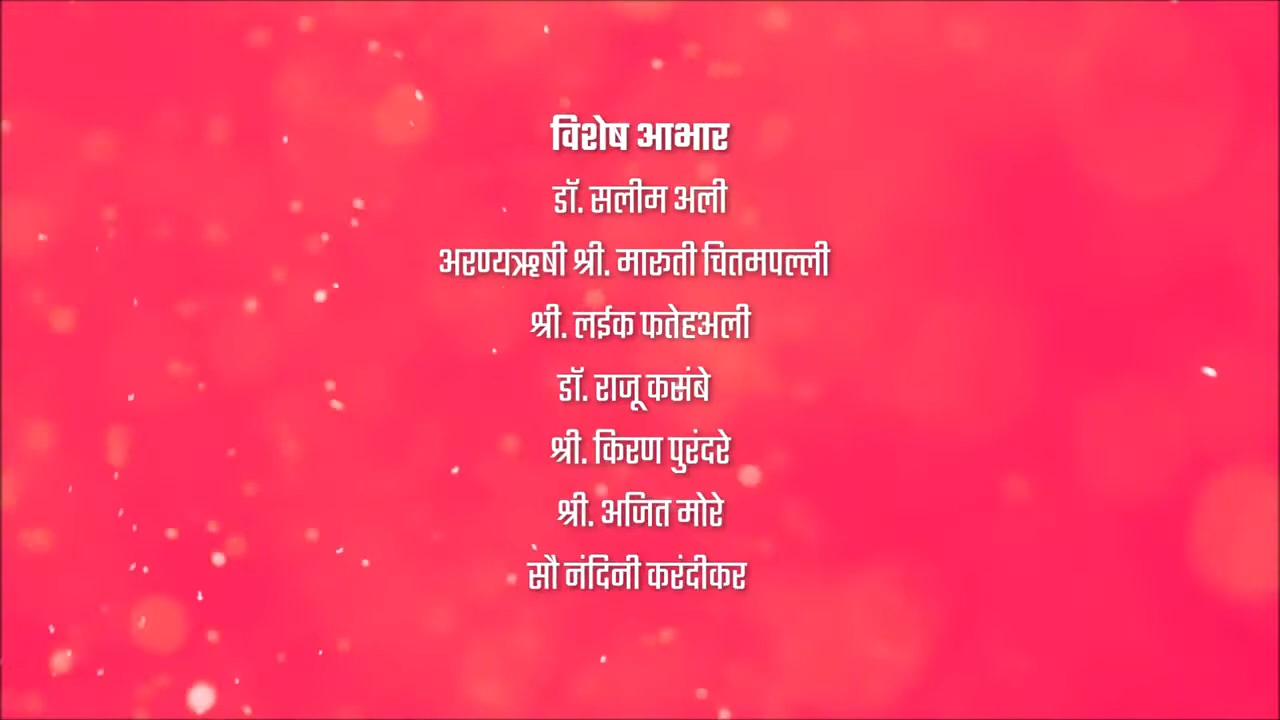 विशेष आभार
डॉ. सलीम अली
अरण्यऋषी श्री. मारूती चितमपल्ली
श्री. लईक फतेहअली
डॉ. राजू कसंबे
श्री. किरण पुरंदरे
श्री. अजित मोरे
सौ नंदिनी करंदीकर